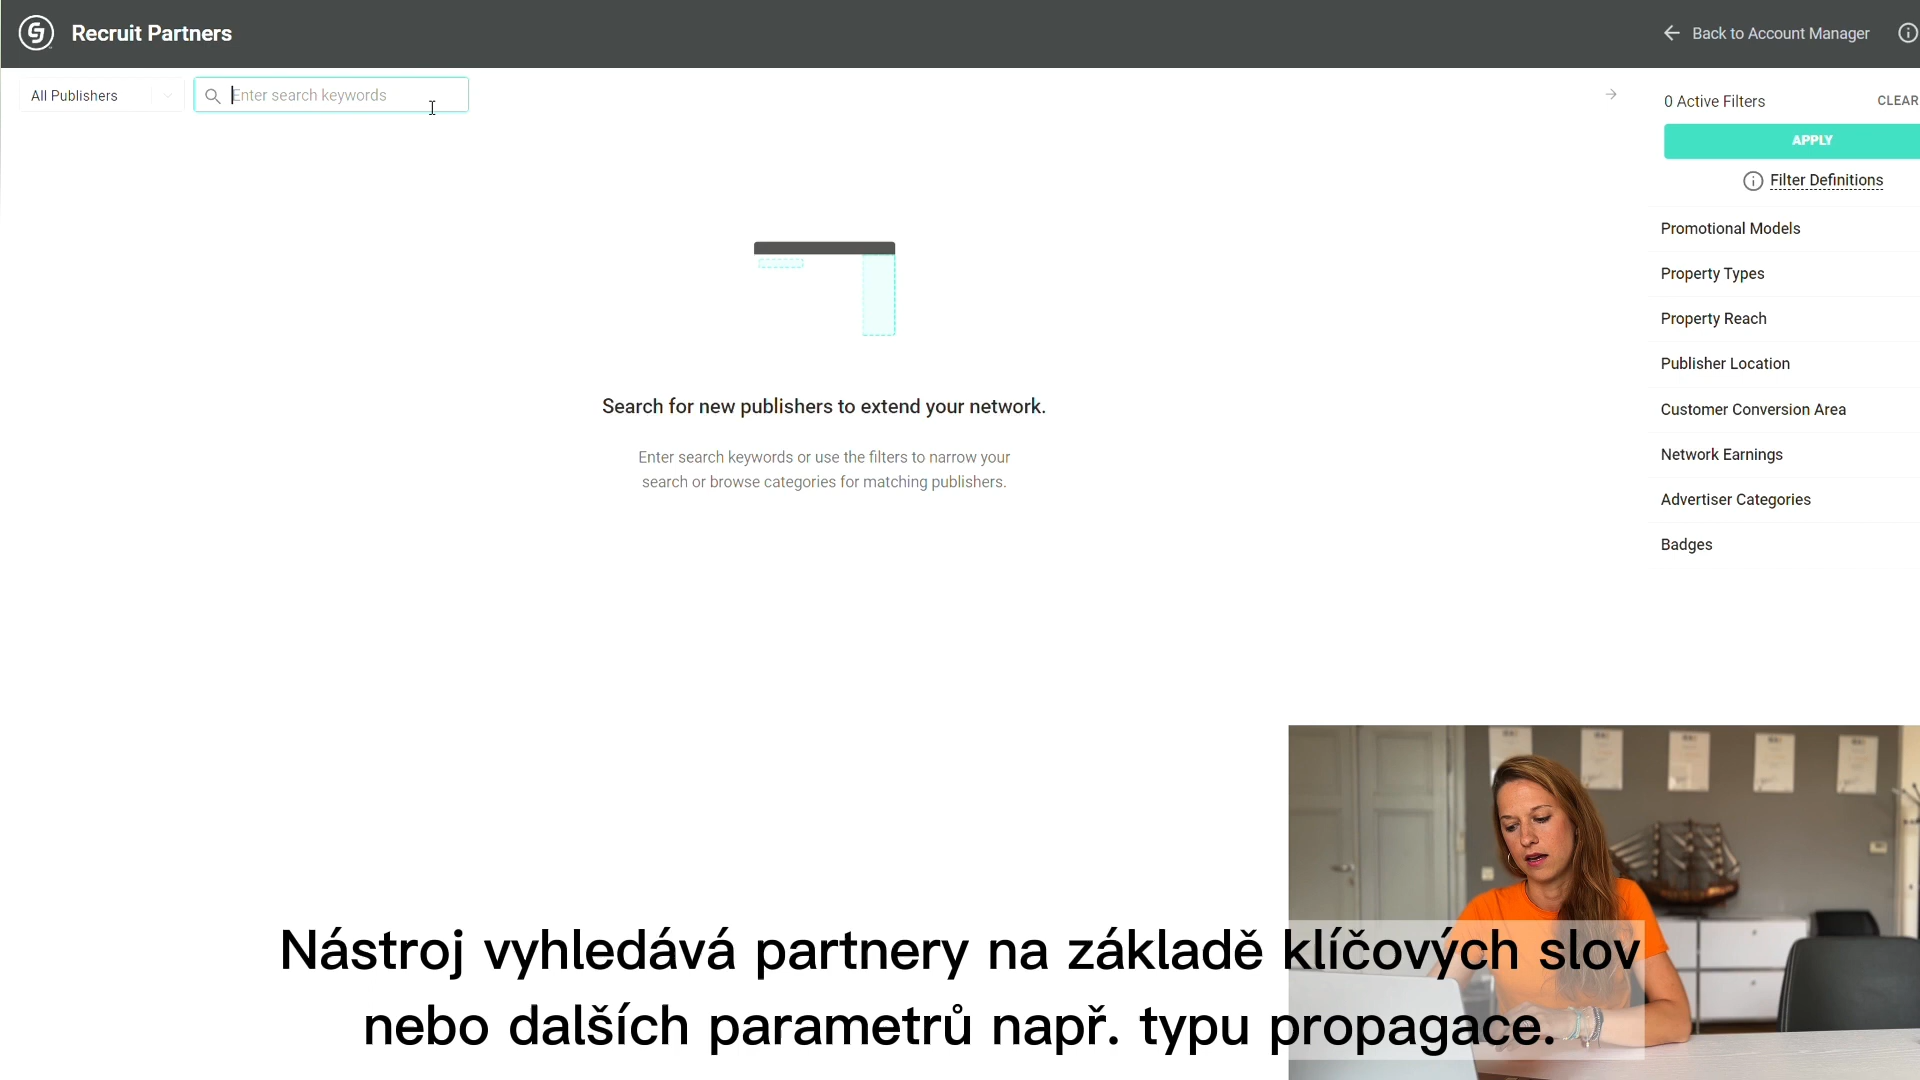 Recruit Partners
Back to Account Manager
All Publishers
Enter search keywords
0 Active Filters
CLEAR
APPLY
Filter Definitions
Promotional Models
Property Types
Property Reach
Publisher Location
Customer Conversion Area
Network Earnings
Advertiser Categories
Badges
Search for new publishers to extend your network.
Enter search keywords or use the filters to narrow your
search or browse categories for matching publishers.
Nástroj vyhledává partnery na základě klíčových slov
nebo dalších parametrů např. typu propagace.